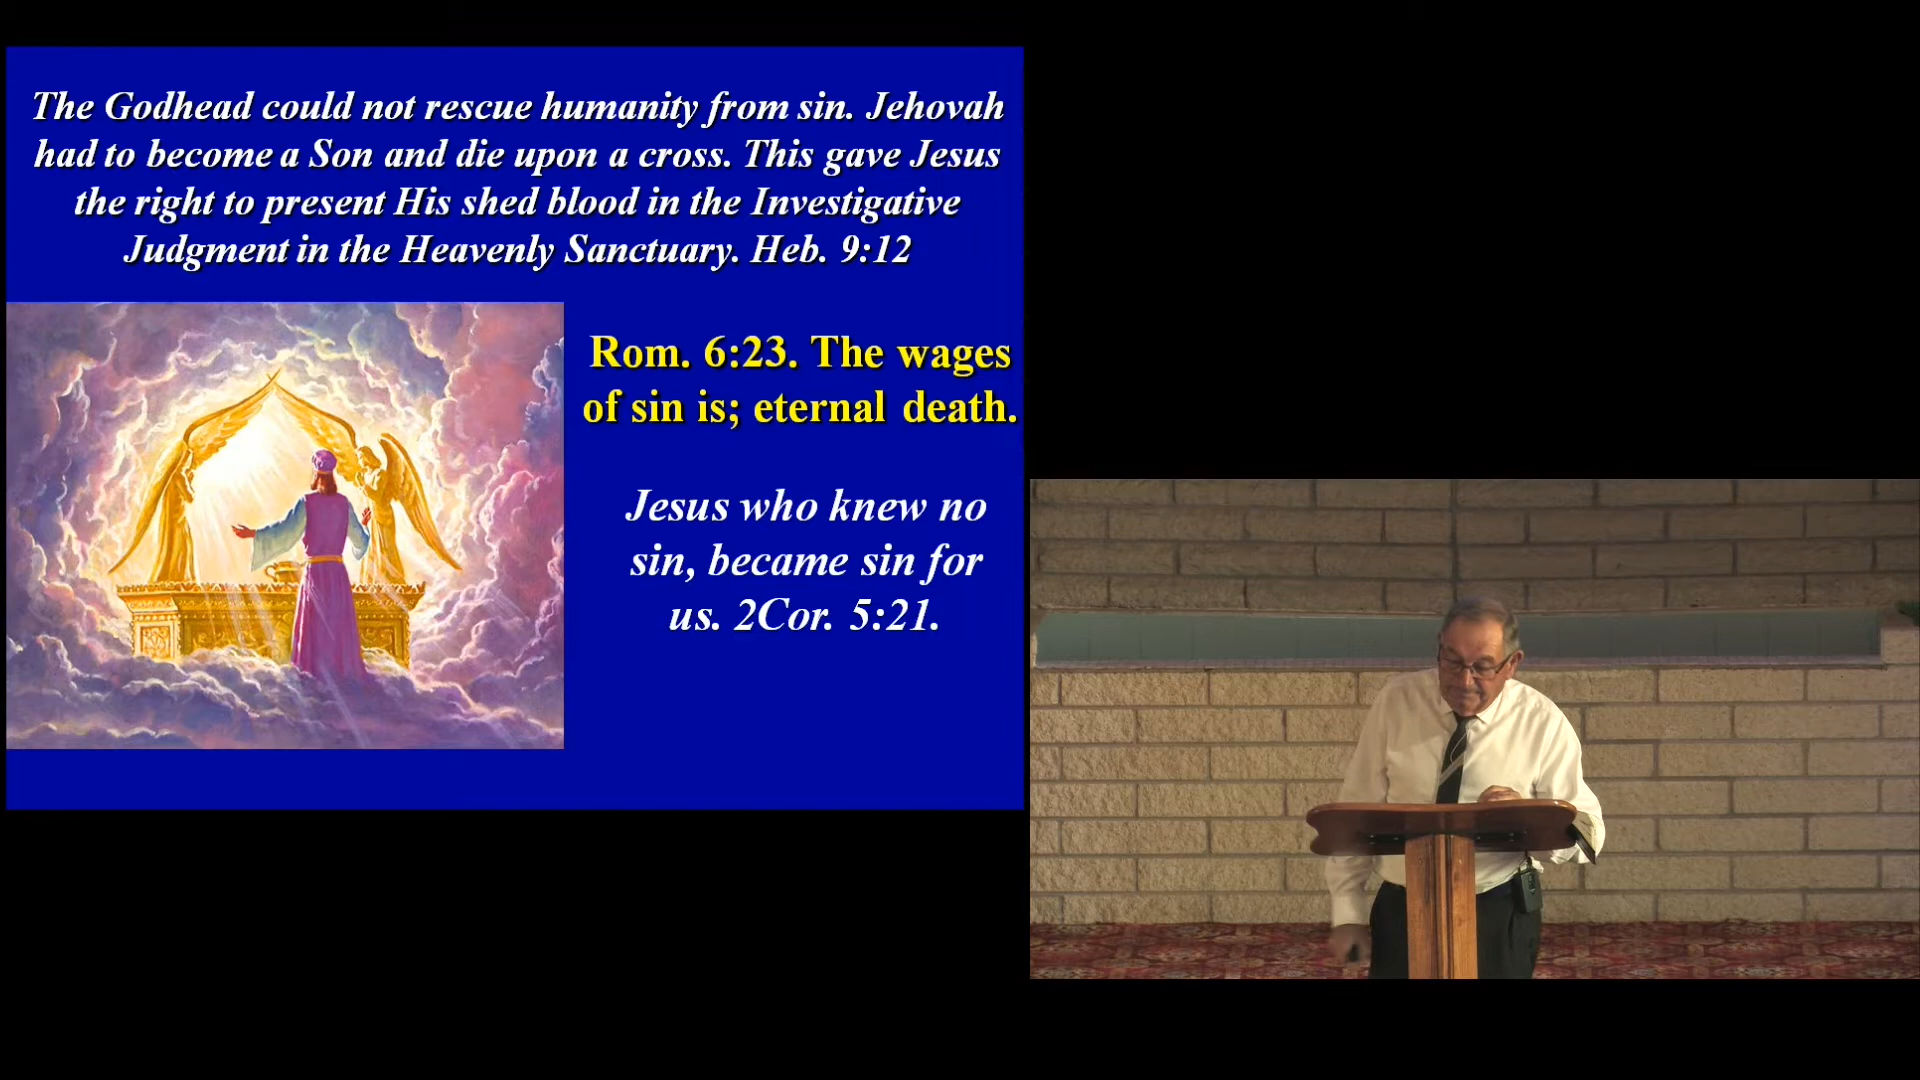 The Godhead could not rescue humanity from sin. Jehovah
had to become a Son and die upon a cross. This gave Jesus
the right to present His shed blood in the Investigative
Judgment in the Heavenly Sanctuary. Heb. 9:12
Rom. 6:23. The wages
of sin is; eternal death.
Jesus who knew no
sin, became sin for
us. 2Cor. 5:21.